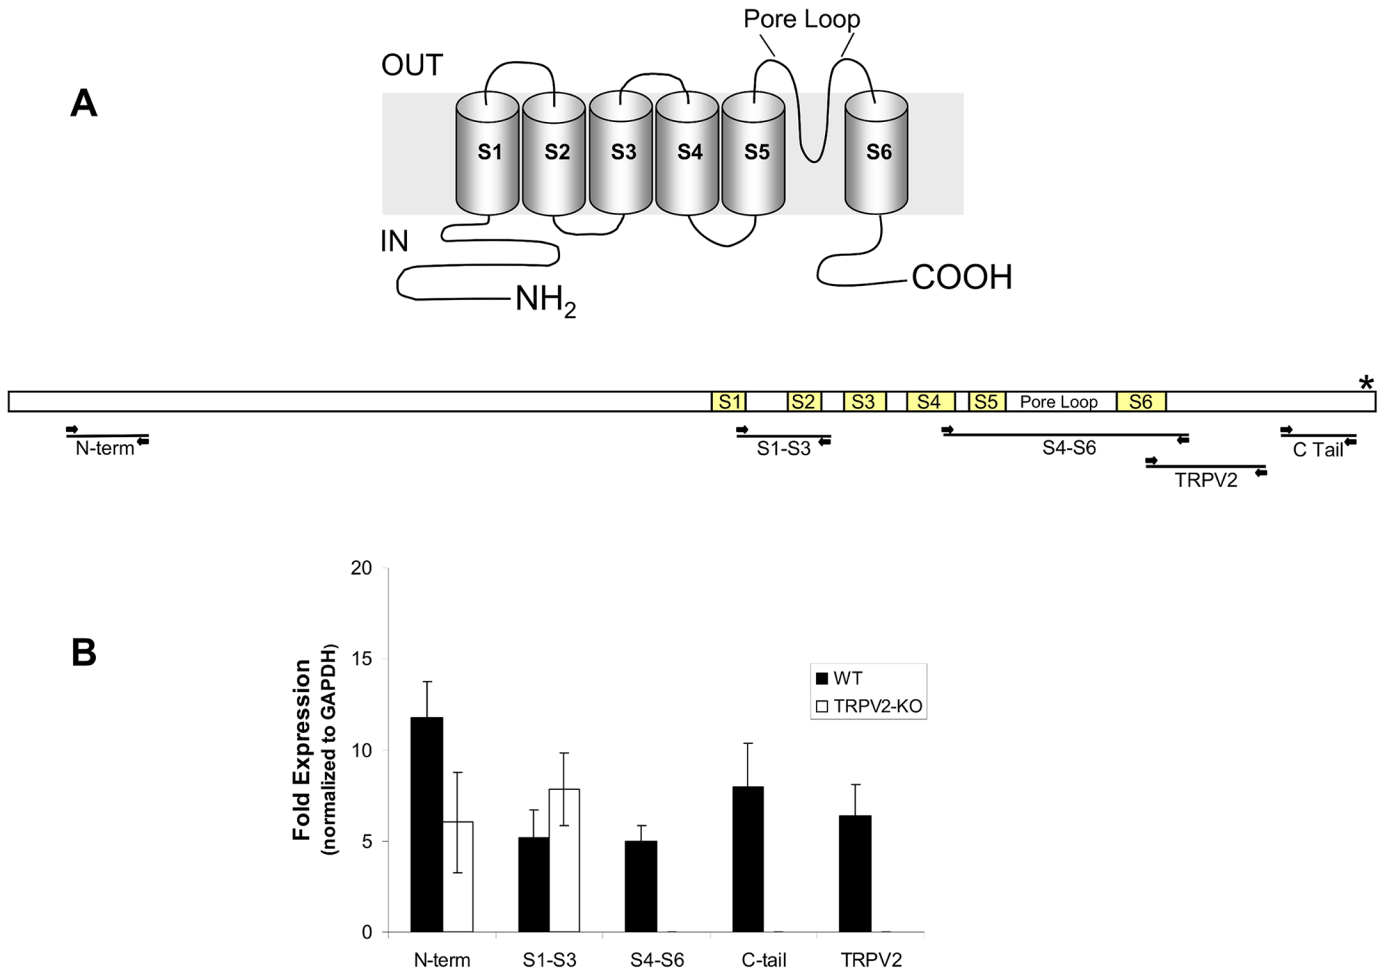 Pore Loop
OUT
A
S1 S2 S3 S4 S5 S6
IN
COOH
NH2
*
S1 S2 S3 S4 S5 Pore Loop S6
N-term S1-S3 S4-S6 C Tail
TRPV2
B
Fold Expression
(normalized to GAPDH)
20
15
10
5
0
WT
TRPV2-KO
N-term S1-S3 S4-S6 C-tail TRPV2